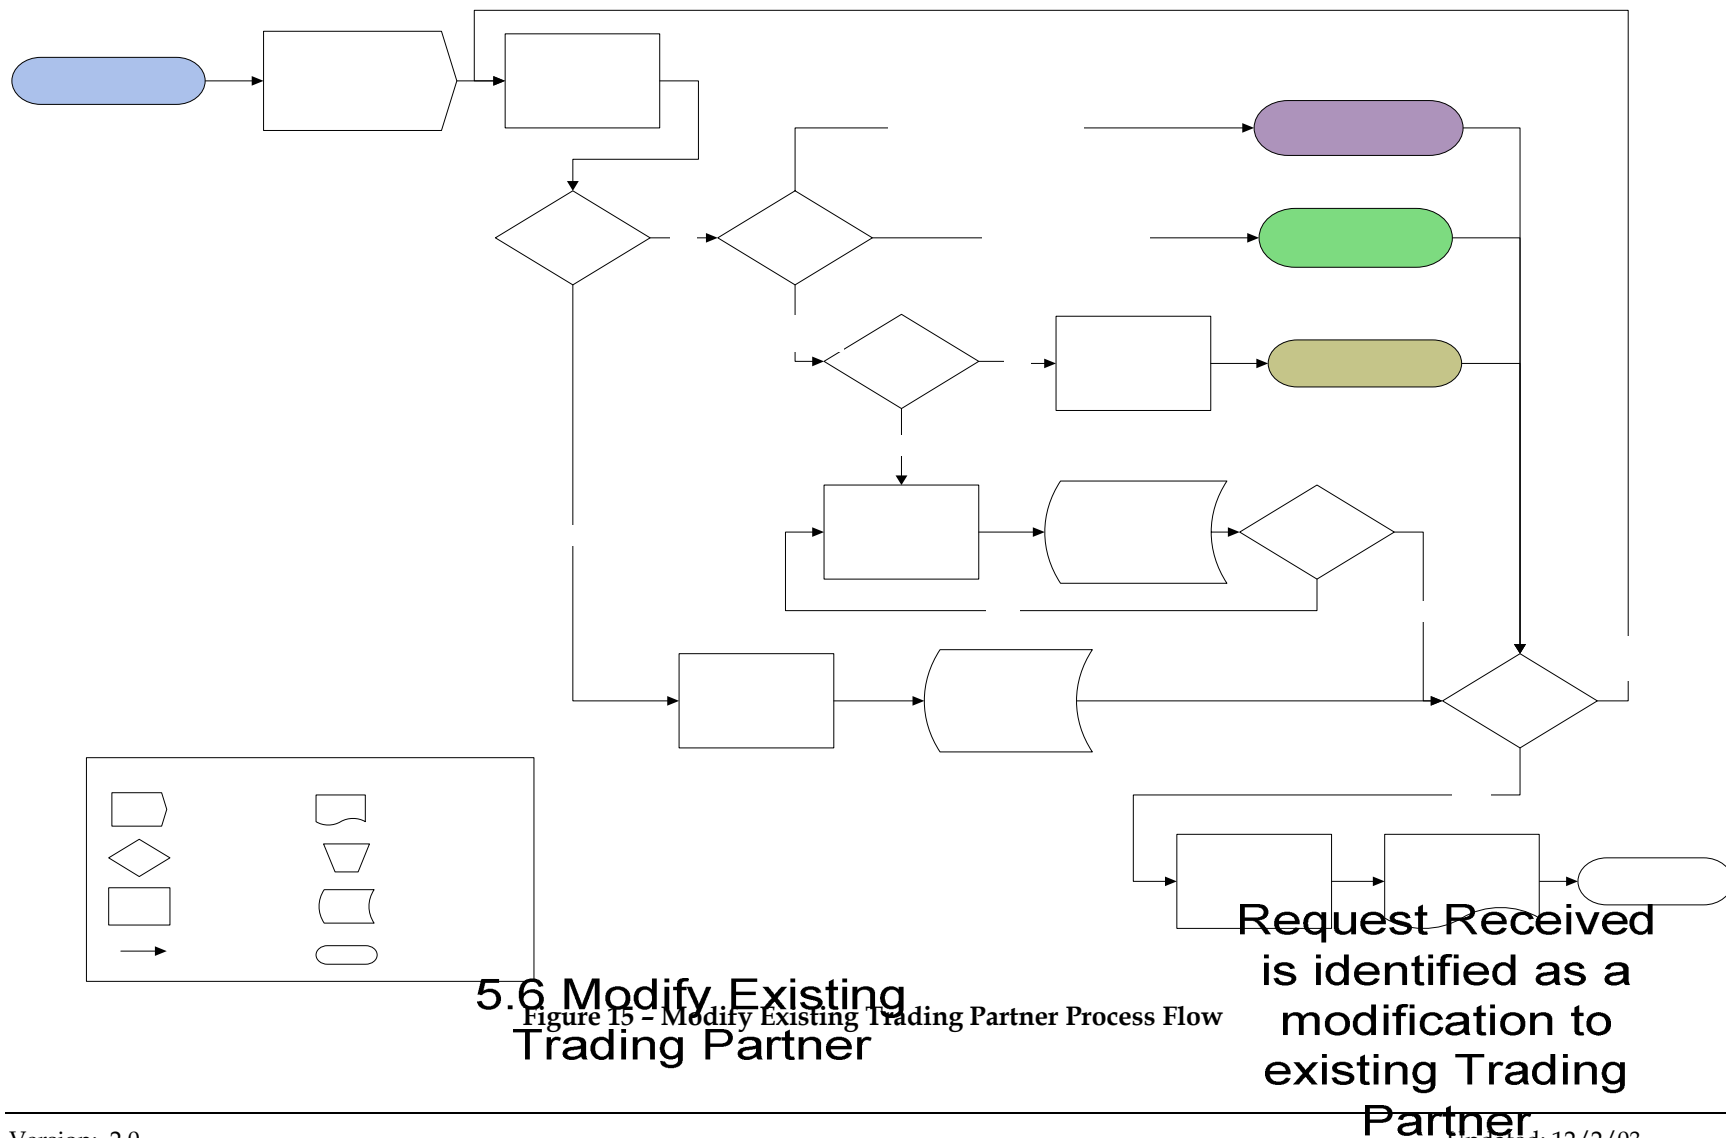 Request Received
is identified as a
modification to
existing Trading
Partner
5.6 Modify Existing
Trading Partner
Figure 15 – Modify Existing Trading Partner Process Flow
Version: 2.0
Updated: 12/2/03